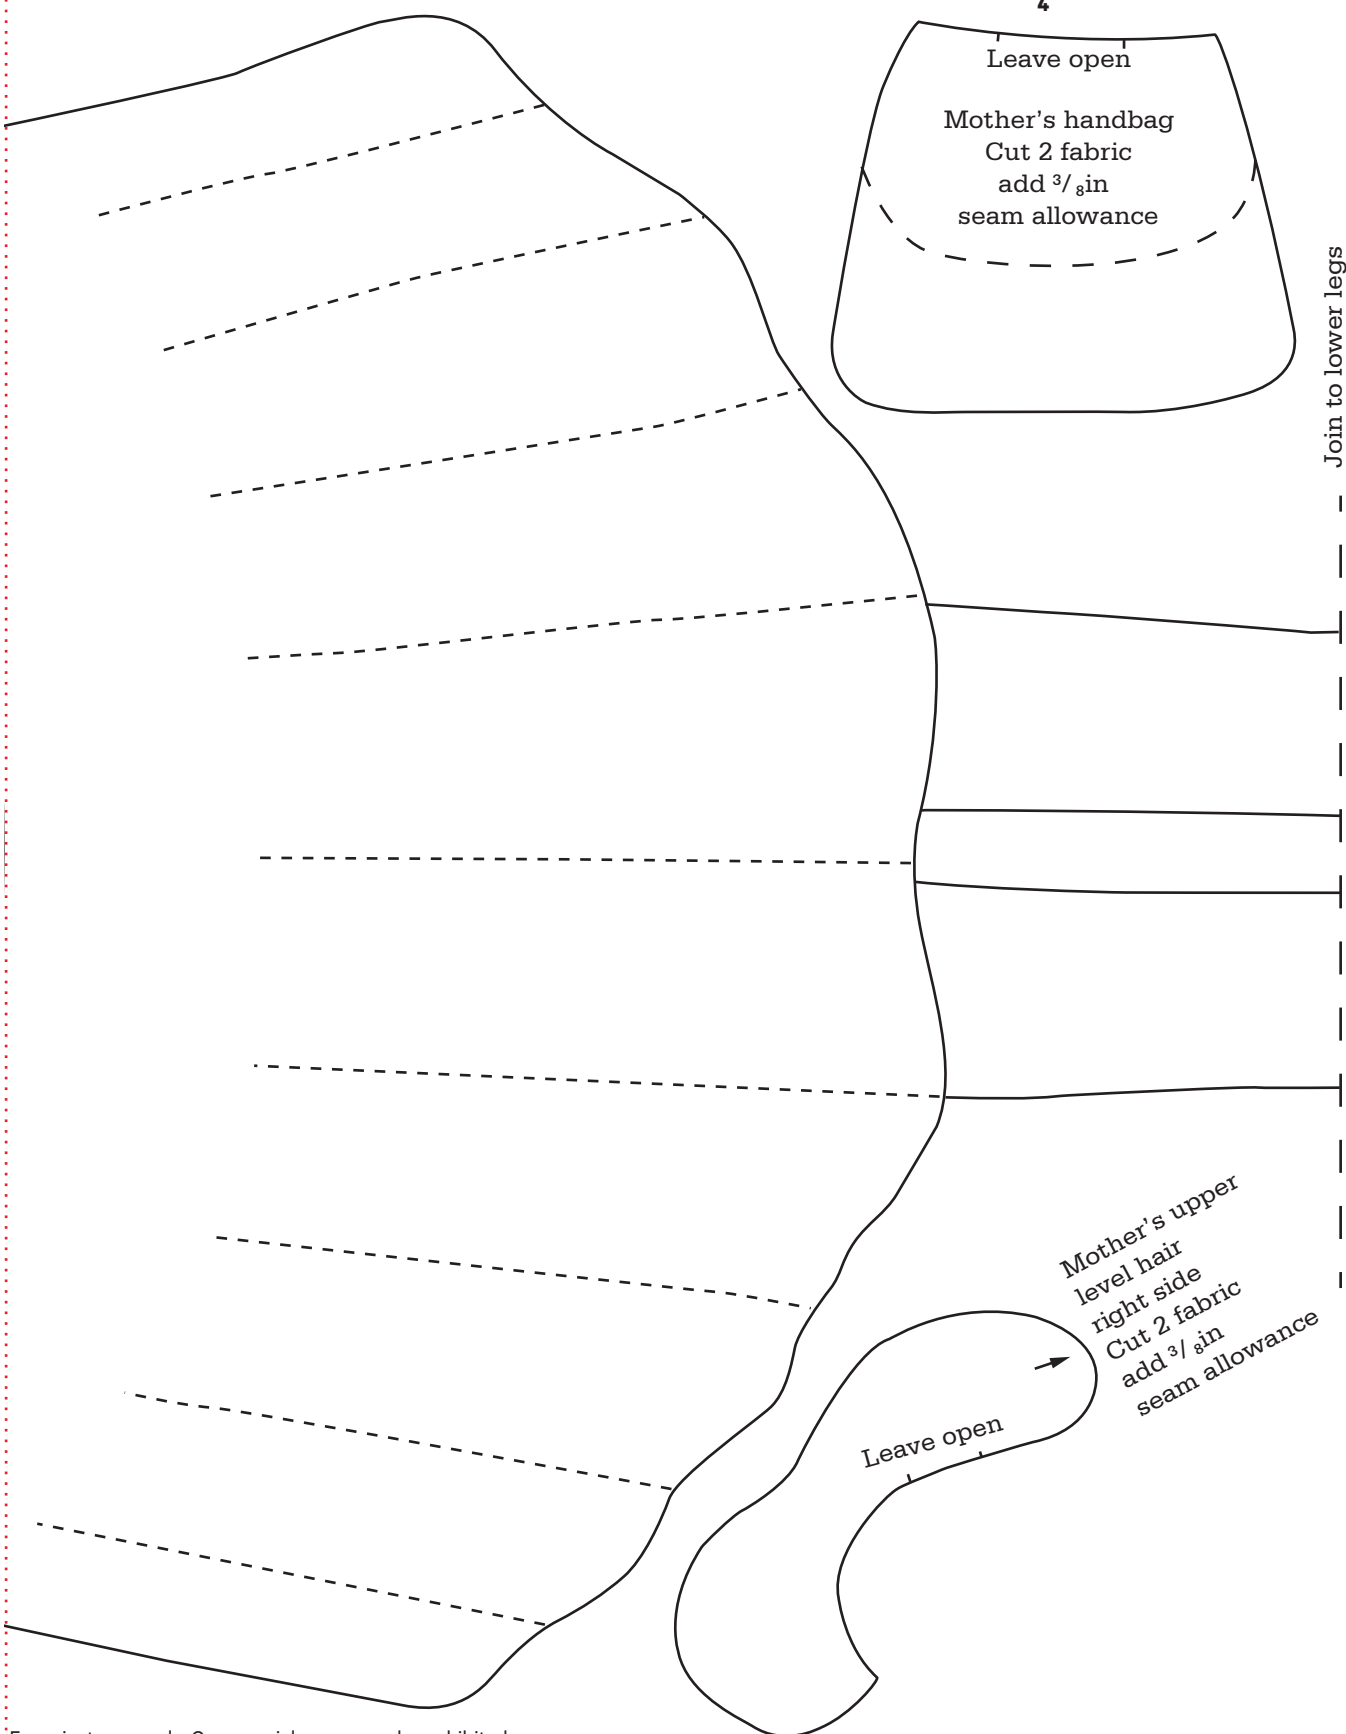 4
Leave open
Mother's handbag
Cut 2 fabric
add 3/8in
seam allowance
Join to lower legs
Mother's upper
level hair
right side
Cut 2 fabric
add 3/8in
seam allowance
Leave open